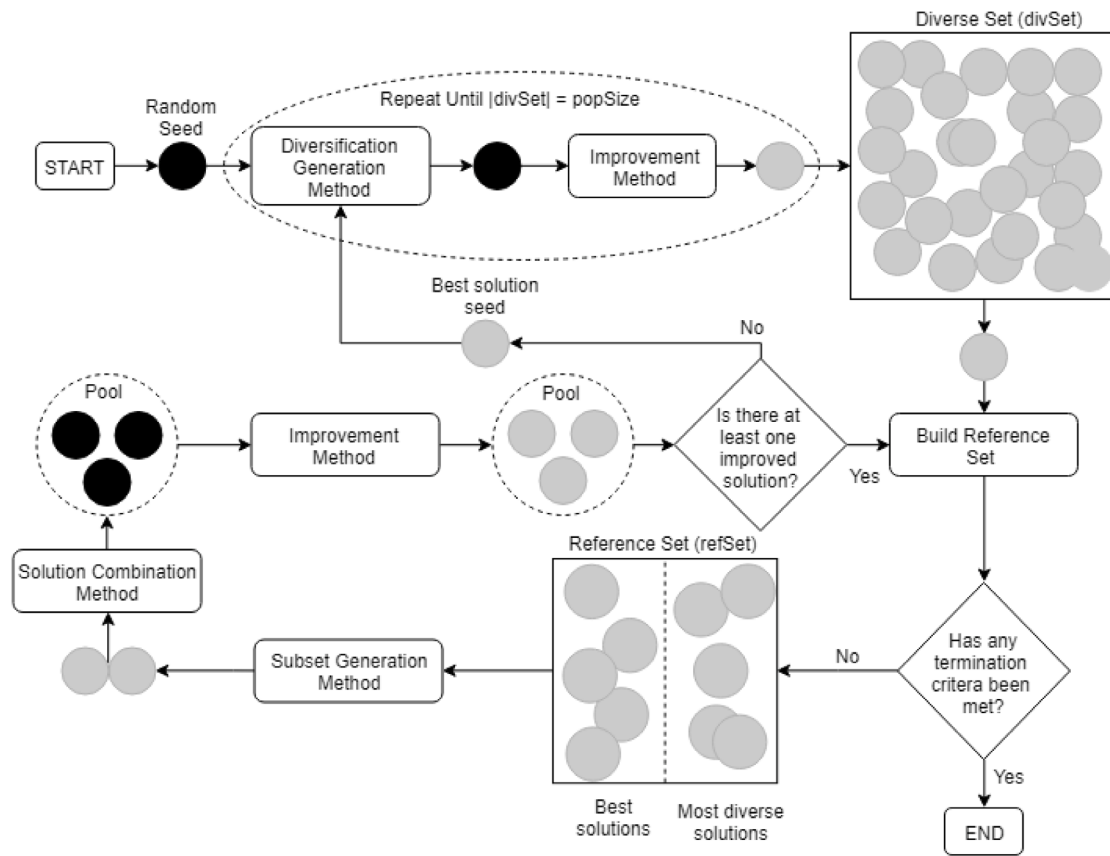 Diverse Set (divSet)
Repeat Until |divSet| = popSize
Random
Seed
START
Diversification
Generation
Method
Improvement
Method
Best solution
seed
No
Pool
Improvement
Method
Pool
Is there at
least one
improved
solution?
Yes
Build Reference
Set
Solution Combination
Method
Reference Set (refSet)
Subset Generation
Method
No
Has any
termination
critera been
met?
Yes
Best
solutions
Most diverse
solutions
END